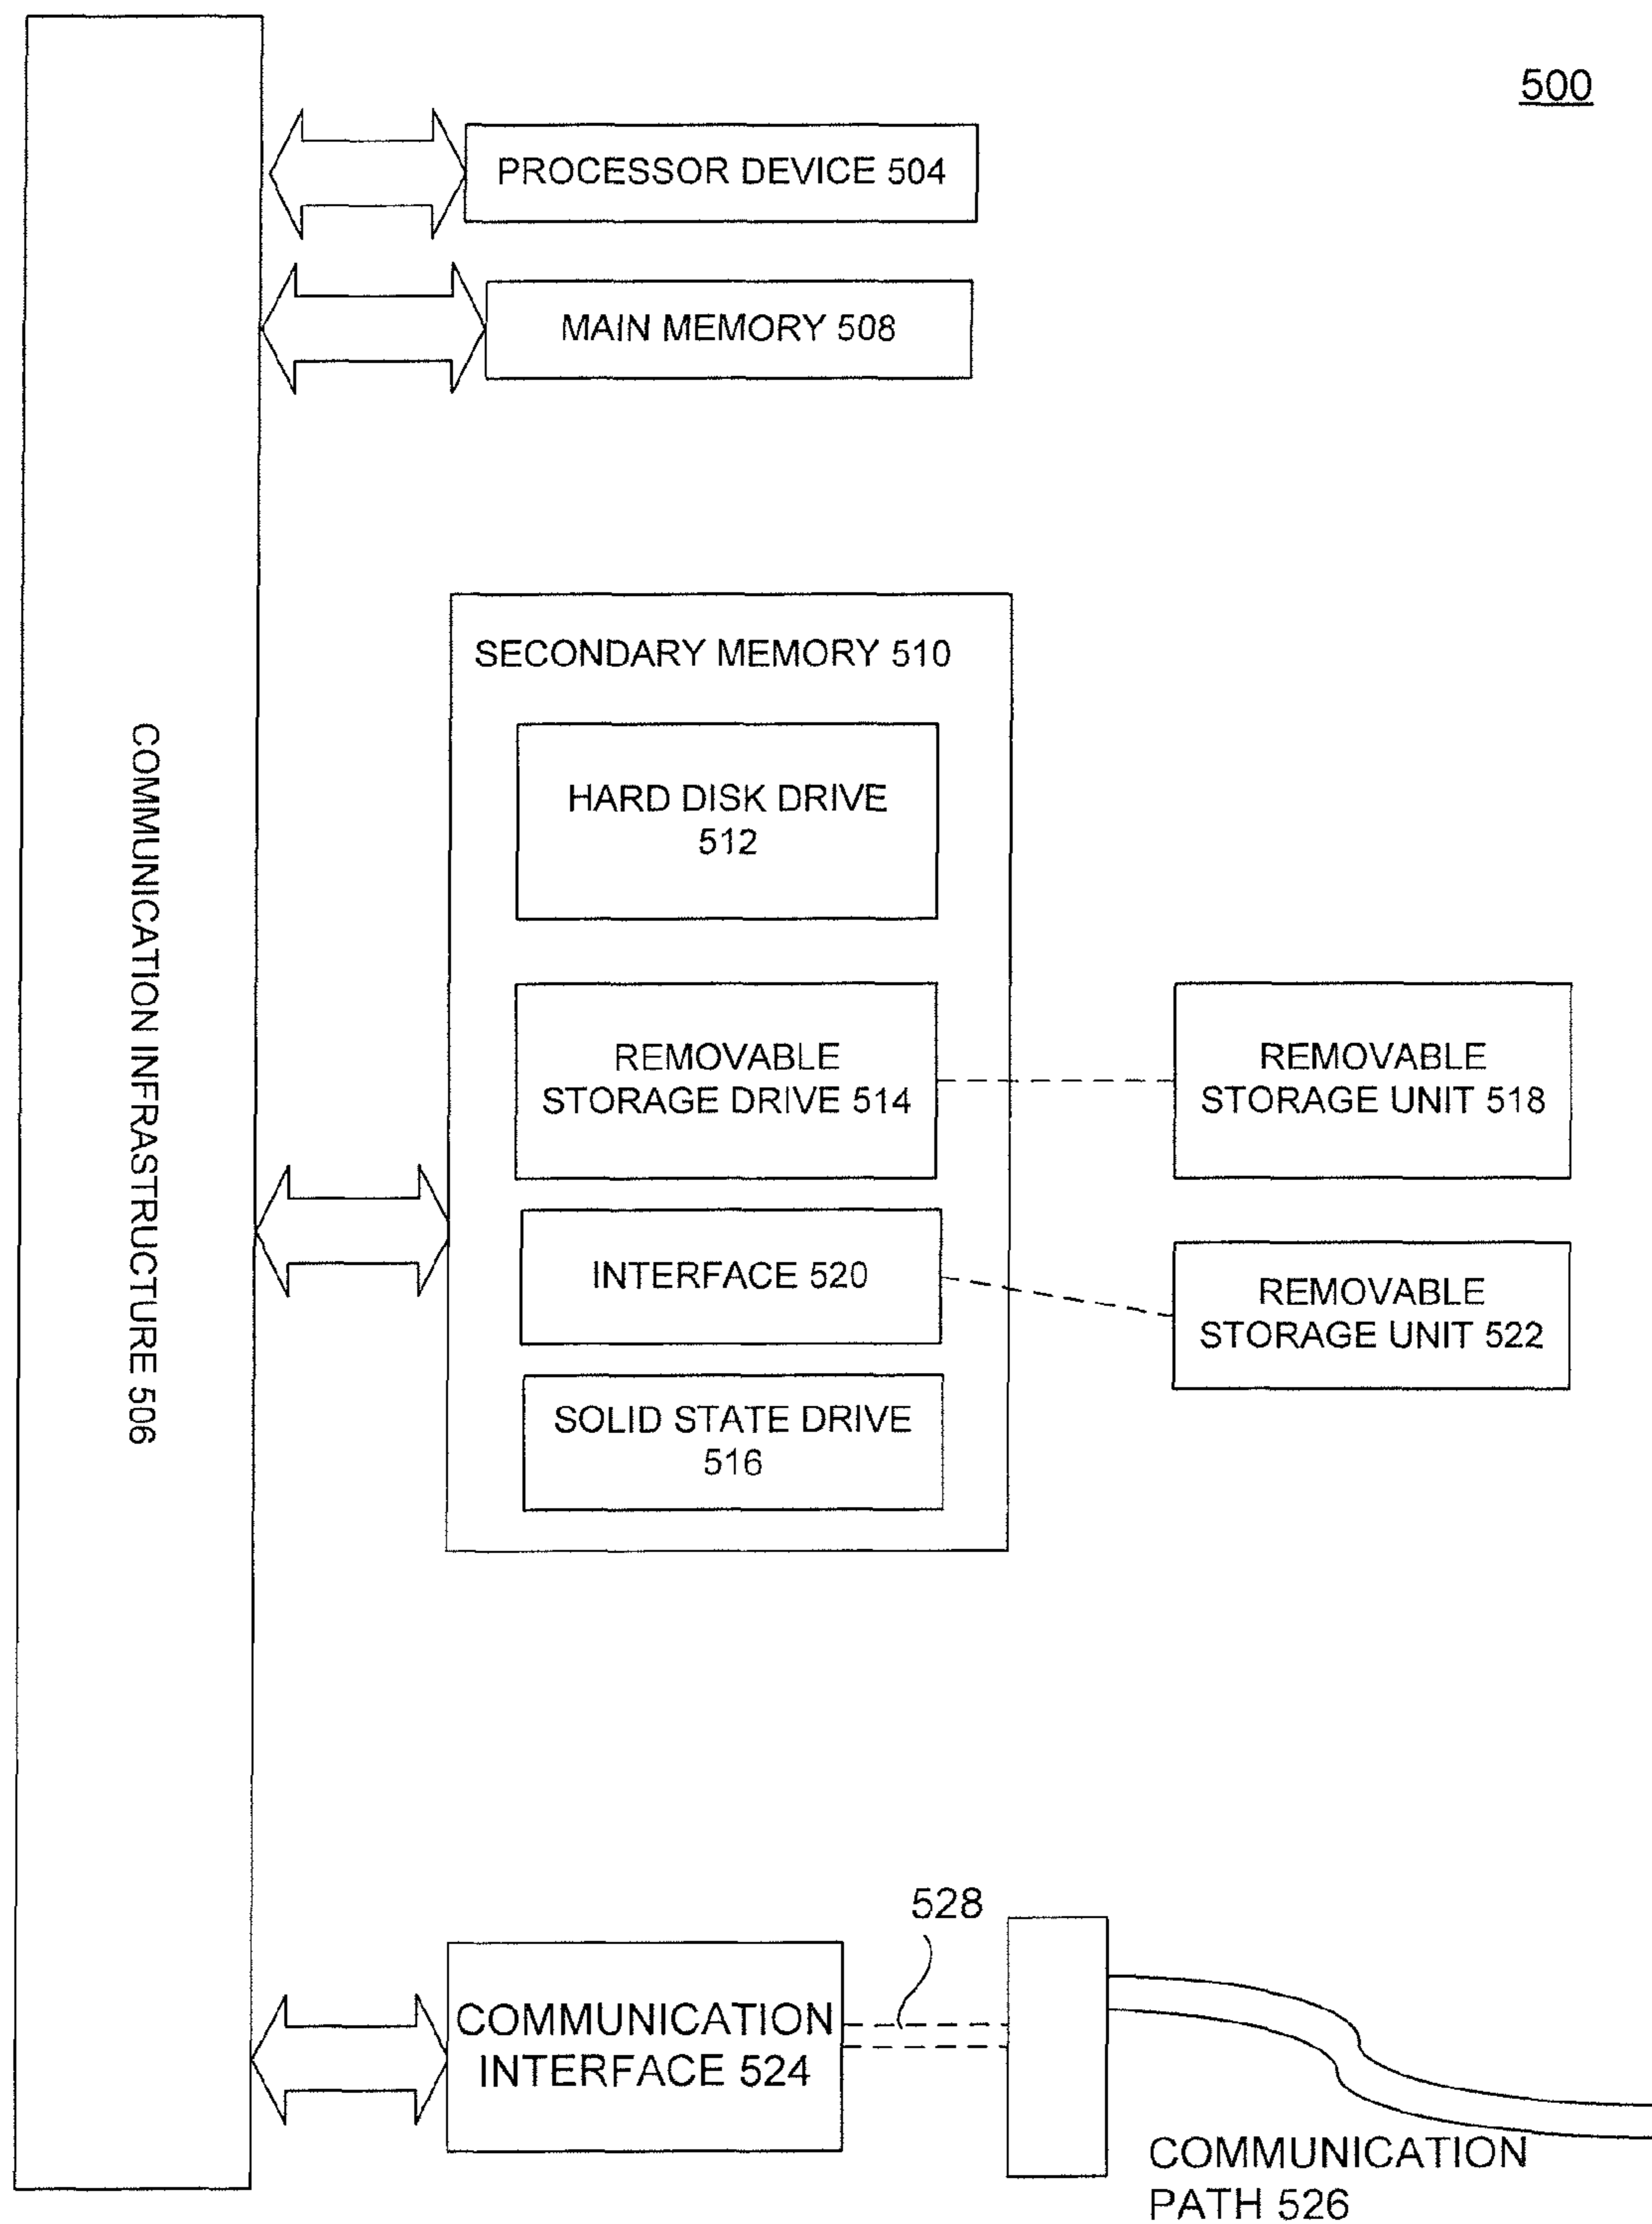 500
PROCESSOR DEVICE 504
MAIN MEMORY 508
COMMUNICATION INFRASTRUCTURE 506
SECONDARY MEMORY 510
HARD DISK DRIVE
512
REMOVABLE
STORAGE DRIVE 514
REMOVABLE
STORAGE UNIT 518
INTERFACE 520
REMOVABLE
STORAGE UNIT 522
SOLID STATE DRIVE
516
528
COMMUNICATION
INTERFACE 524
COMMUNICATION
PATH 526